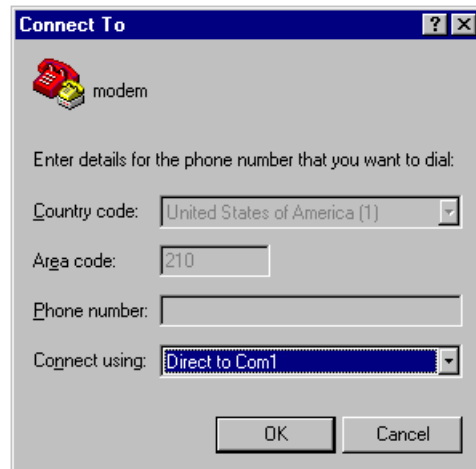 Connect To
modem
Enter details for the phone number that you want to dial:
Country code: United States of America (1)
Area code: 210
Phone number:
Connect using: Direct to Com1
OK Cancel